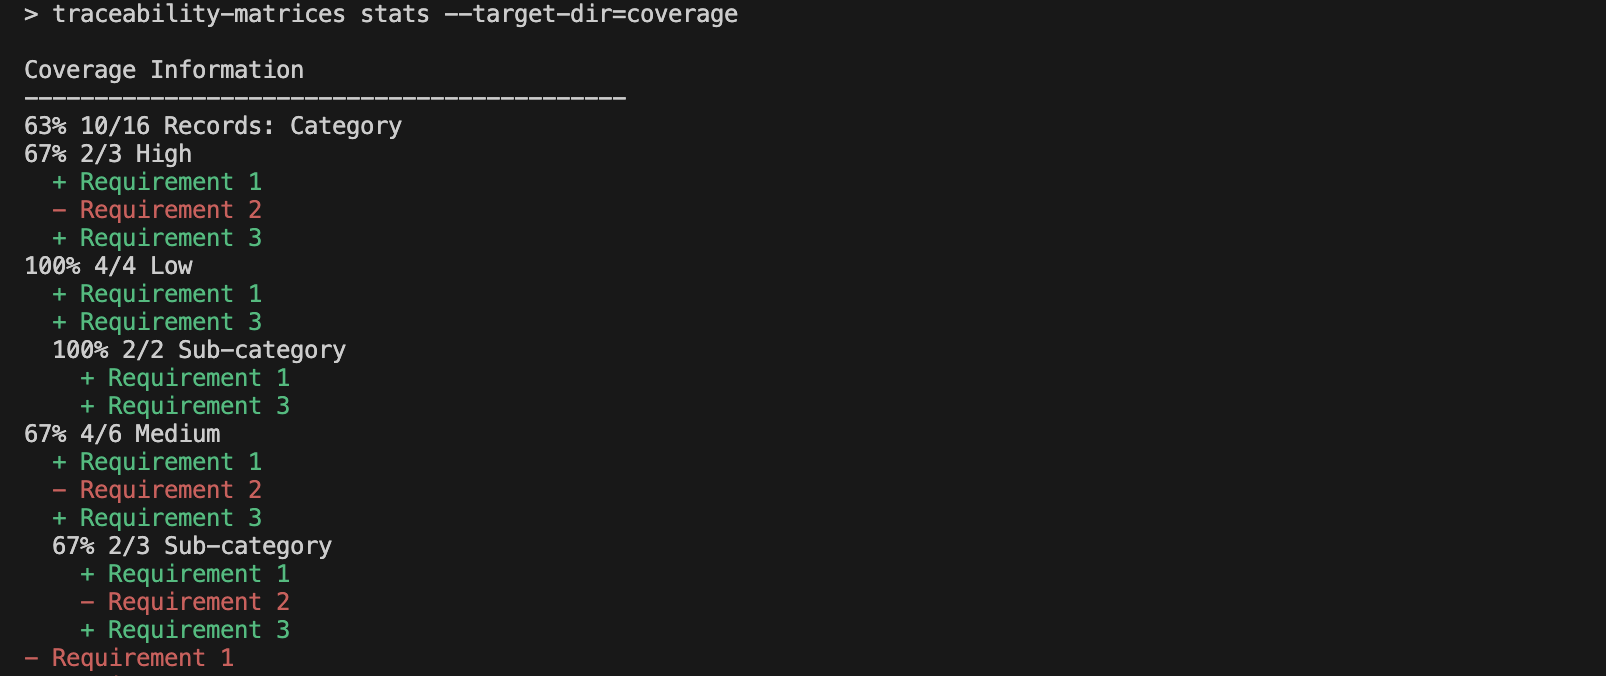 > traceability-matrices stats --target-dir=coverage
Coverage Information
-------------------------------------------
63% 10/16 Records: Category
67% 2/3 High
+ Requirement 1
- Requirement 2
+ Requirement 3
100% 4/4 Low
+ Requirement 1
+ Requirement 3
100% 2/2 Sub-category
+ Requirement 1
+ Requirement 3
67% 4/6 Medium
+ Requirement 1
- Requirement 2
+ Requirement 3
67% 2/3 Sub-category
+ Requirement 1
- Requirement 2
+ Requirement 3
- Requirement 1